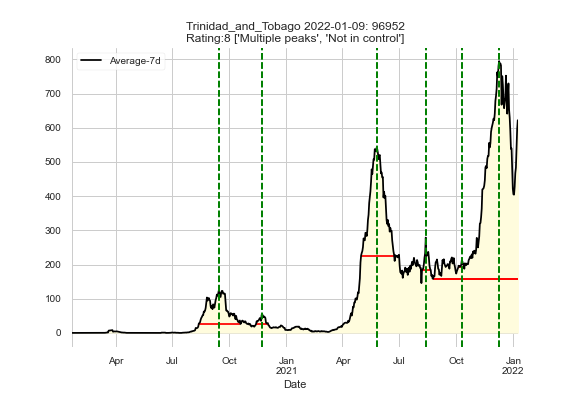 Trinidad_and_Tobago 2022-01-09: 96952
Rating:8 ['Multiple peaks', 'Not in control']
Average-7d
800
700
600
500
400
300
200
100
0
Apr Jul Oct Jan Apr Jul Oct Jan
2021 2022
Date